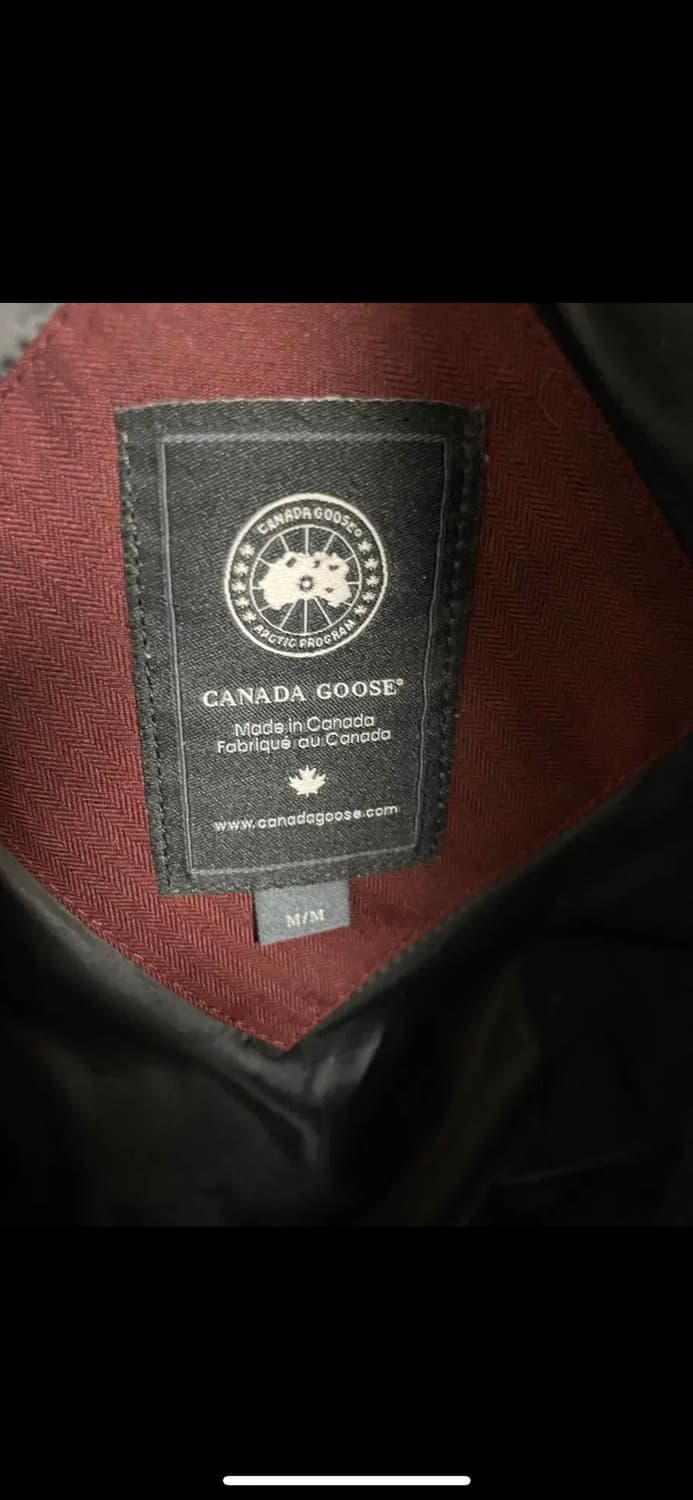 CANADA GOOSE®
ARCTIC PROGRAM
CANADA GOOSE®
Made in Canada
Fabriqué au Canada
www.canadagoose.com
M/M